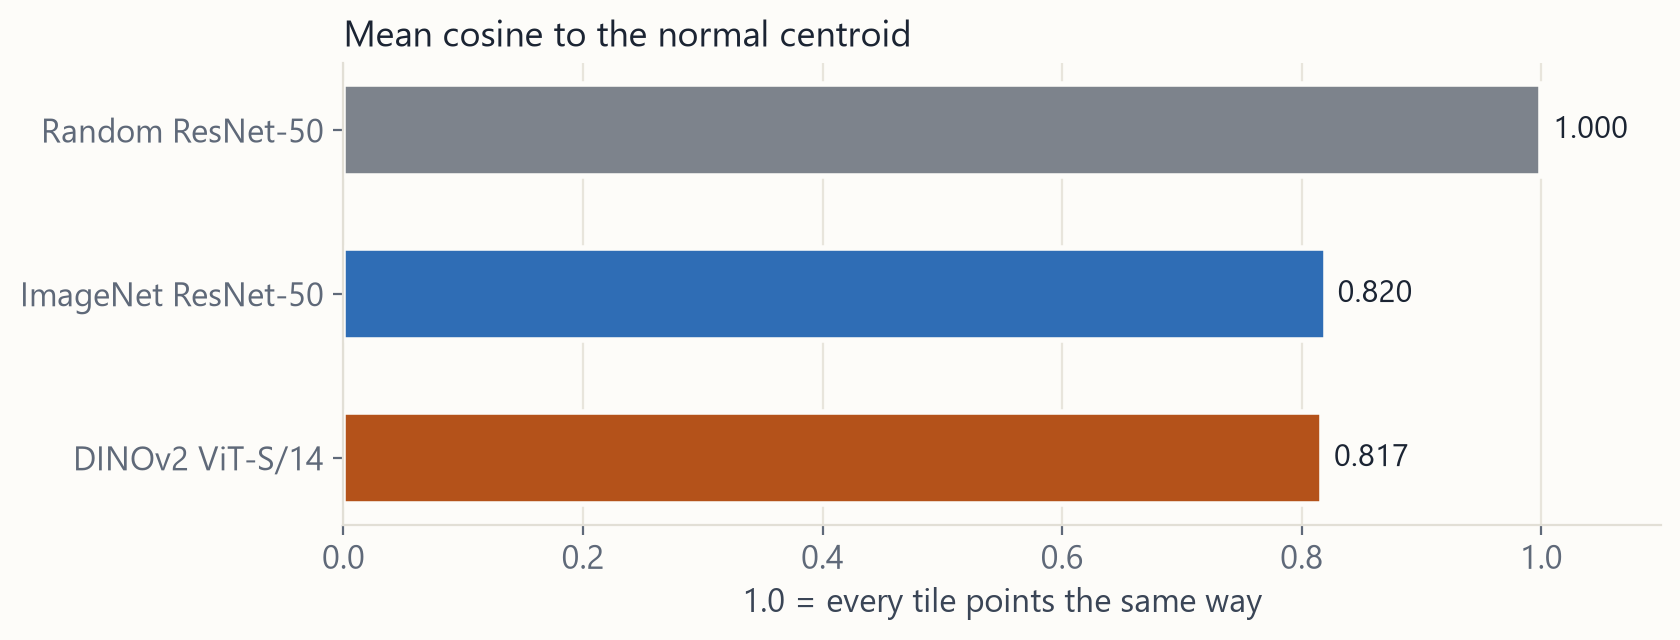 Mean cosine to the normal centroid
Random ResNet-50
1.000
ImageNet ResNet-50
0.820
DINOv2 ViT-S/14
0.817
0.0 0.2 0.4 0.6 0.8 1.0
1.0 = every tile points the same way